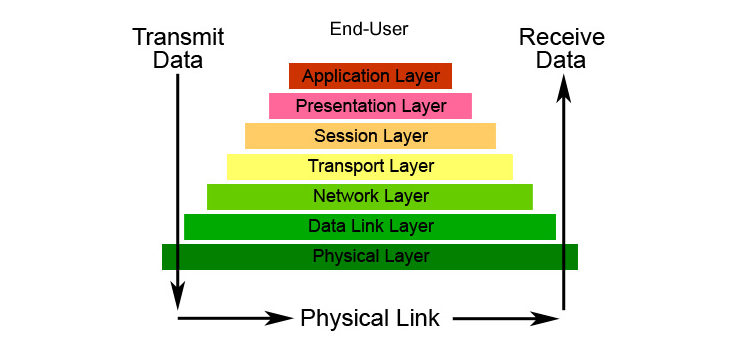 Transmit
Data
End-User
Receive
Data
Application Layer
Presentation Layer
Session Layer
Transport Layer
Network Layer
Data Link Layer
Physical Layer
Physical Link